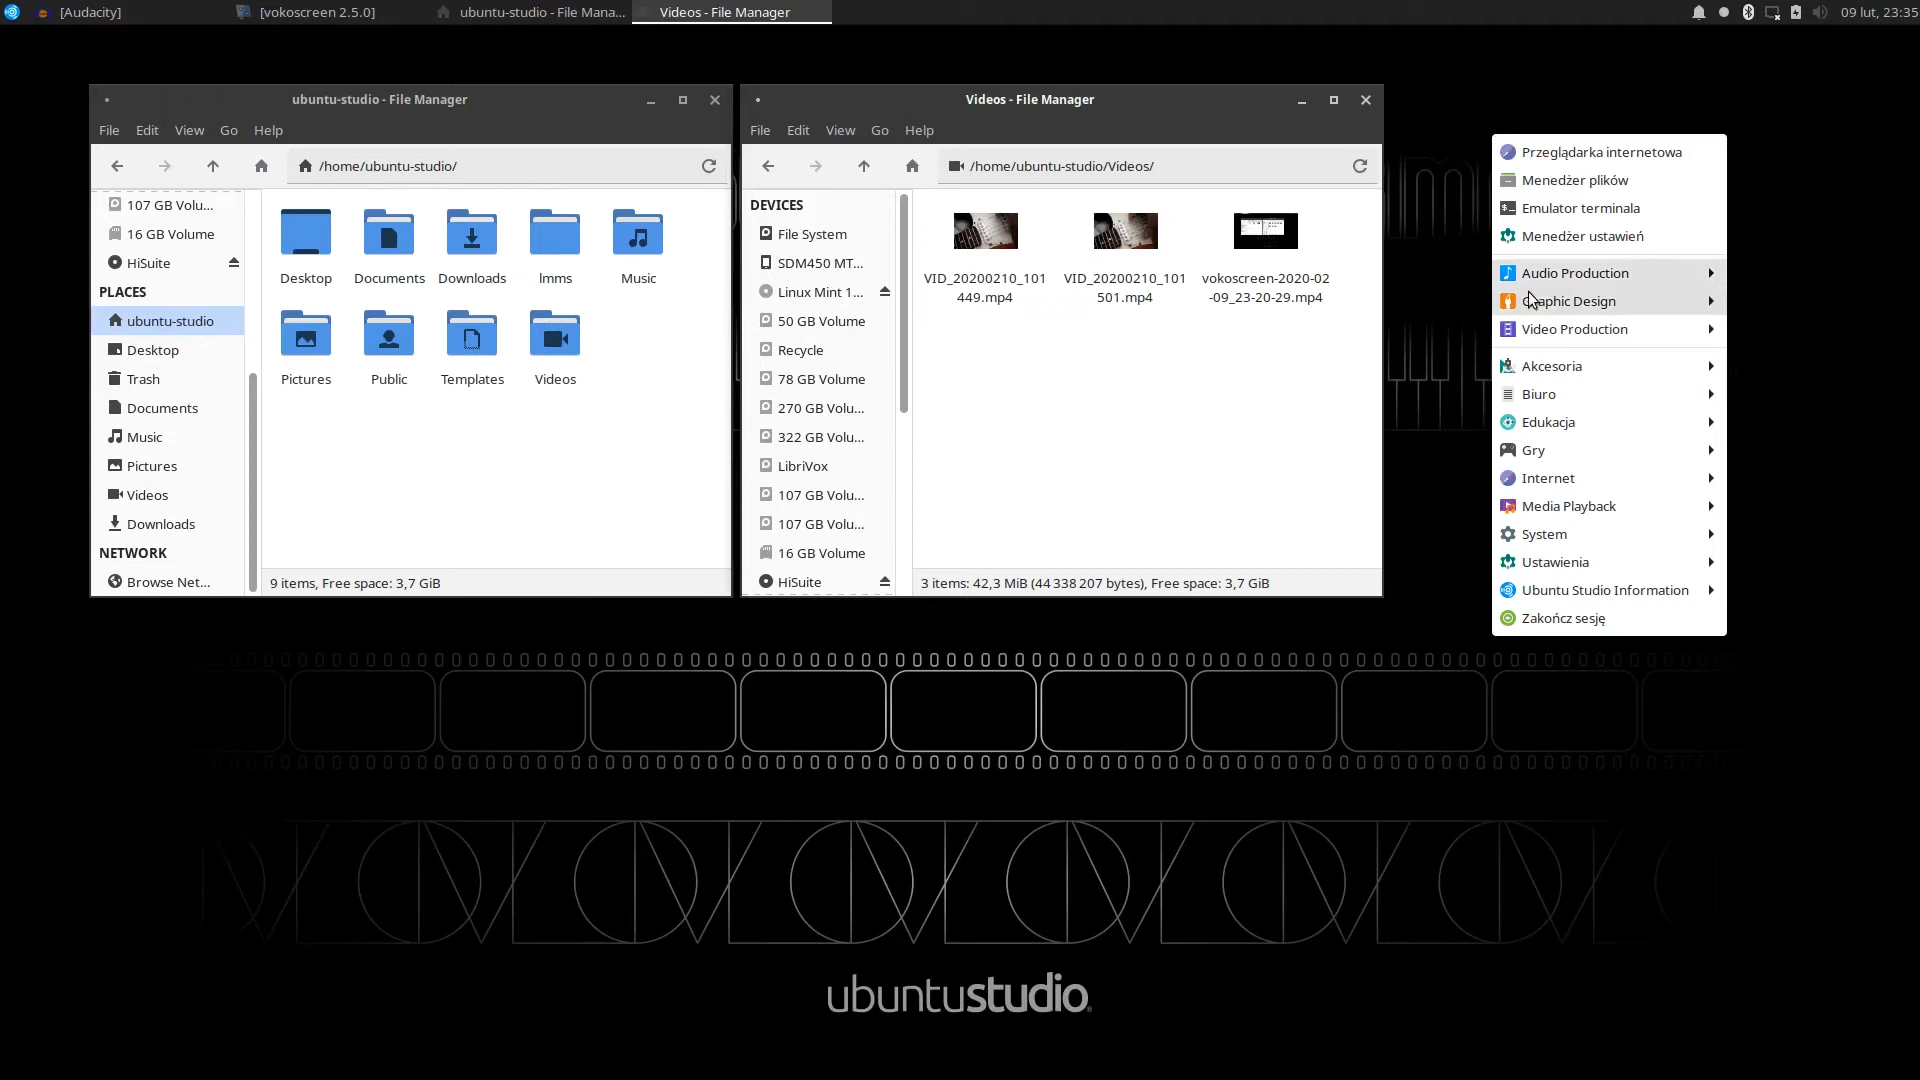 [Audacity]
[vokoscreen 2.5.0]
ubuntu-studio - File Mana...
Videos - File Manager
09 lut, 23:35
ubuntu-studio - File Manager
File Edit View Go Help
/home/ubuntu-studio/
107 GB Volu...
16 GB Volume
HiSuite
PLACES
ubuntu-studio
Desktop
Trash
Documents
Music
Pictures
Videos
Downloads
NETWORK
Browse Net...
Desktop
Documents
Downloads
lmms
Music
Pictures
Public
Templates
Videos
9 items, Free space: 3,7 GiB
Videos - File Manager
File Edit View Go Help
/home/ubuntu-studio/Videos/
DEVICES
File System
SDM450 MT...
Linux Mint 1...
50 GB Volume
Recycle
78 GB Volume
270 GB Volu...
322 GB Volu...
LibriVox
107 GB Volu...
107 GB Volu...
16 GB Volume
HiSuite
VID_20200210_101
449.mp4
VID_20200210_101
501.mp4
vokoscreen-2020-02
-09_23-20-29.mp4
3 items: 42,3 MiB (44 338 207 bytes), Free space: 3,7 GiB
Przeglądarka internetowa
Menedżer plików
Emulator terminala
Menedżer ustawień
Audio Production
Graphic Design
Video Production
Akcesoria
Biuro
Edukacja
Gry
Internet
Media Playback
System
Ustawienia
Ubuntu Studio Information
Zakończ sesję
ubuntustudio